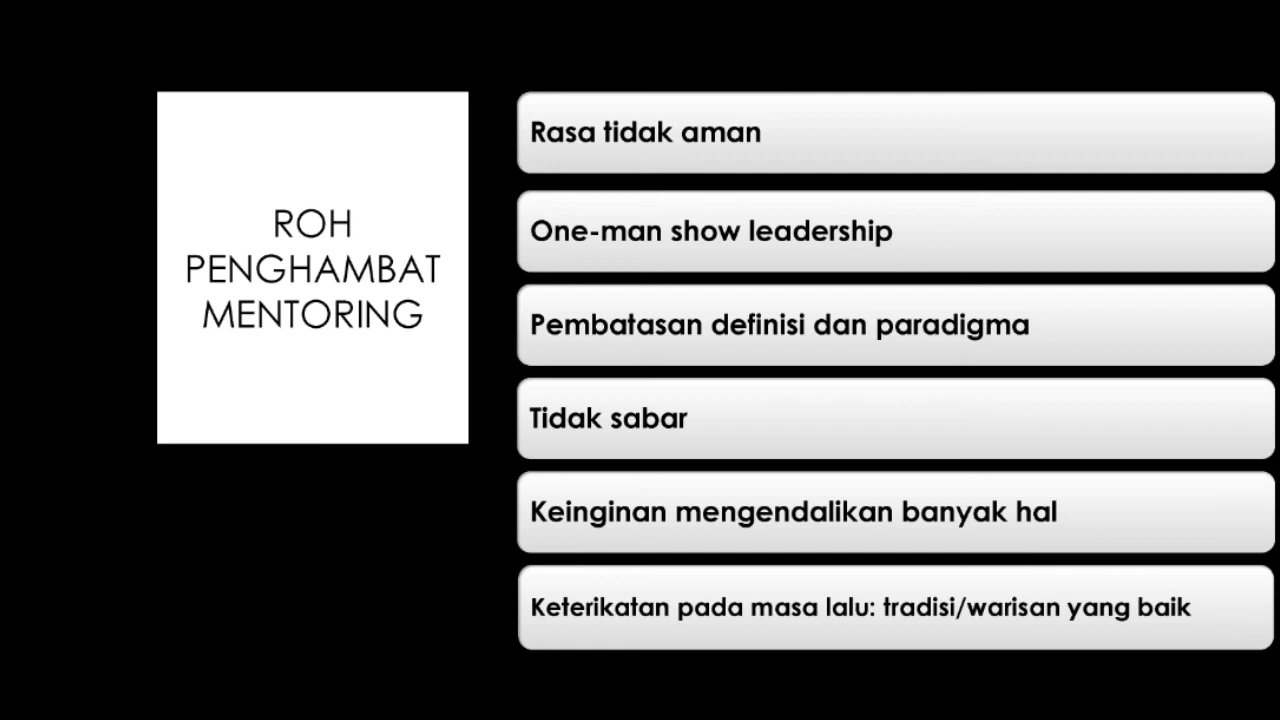 ROH
PENGHAMBAT
MENTORING
Rasa tidak aman
One-man show leadership
Pembatasan definisi dan paradigma
Tidak sabar
Keinginan mengendalikan banyak hal
Keterikatan pada masa lalu: tradisi/warisan yang baik